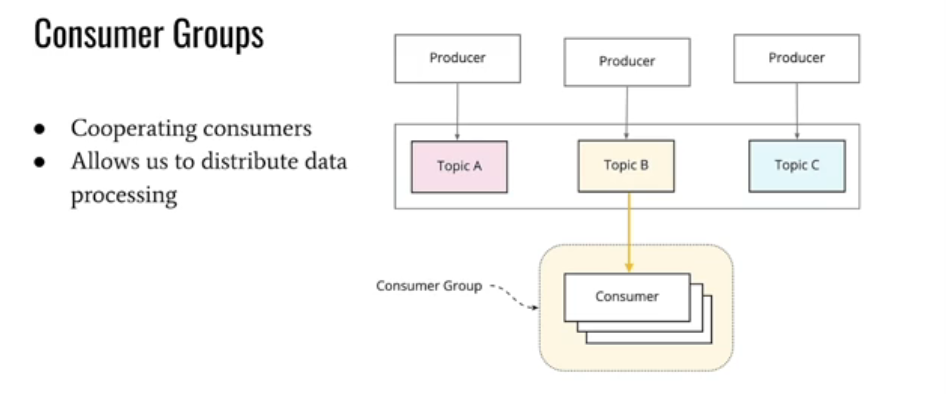 Consumer Groups
● Cooperating consumers
● Allows us to distribute data
processing
Producer
Producer
Producer
Topic A
Topic B
Topic C
Consumer Group
Consumer